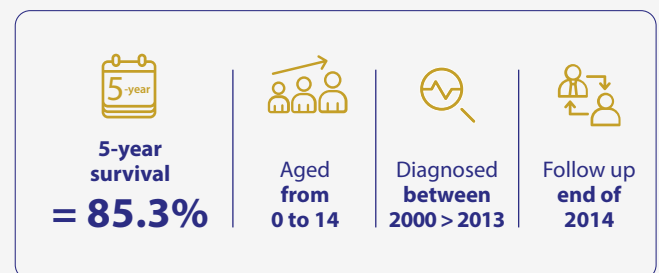 5-year
5-year
survival
= 85.3%
Aged
from
0 to 14
Diagnosed
between
2000 > 2013
Follow up
end of
2014